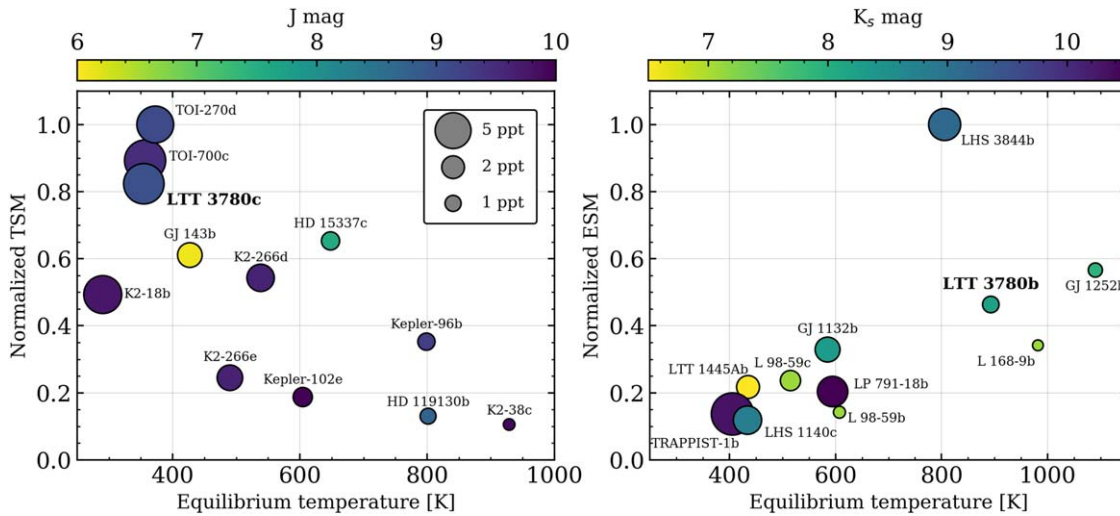 J mag
6 7 8 9 10
Normalized TSM
1.0
0.8
0.6
0.4
0.2
0.0
TOI-270d
TOI-700c
LTT 3780c
GJ 143b
HD 15337c
K2-266d
K2-18b
Kepler-96b
K2-266e
Kepler-102e
HD 119130b
K2-38c
5 ppt
2 ppt
1 ppt
400 600 800 1000
Equilibrium temperature [K]
Ks mag
7 8 9 10
Normalized ESM
1.0
0.8
0.6
0.4
0.2
0.0
LHS 3844b
LTT 3780b
GJ 1252b
GJ 1132b
L 168-9b
LTT 1445Ab
L 98-59c
LP 791-18b
L 98-59b
TRAPPIST-1b
LHS 1140c
400 600 800 1000
Equilibrium temperature [K]